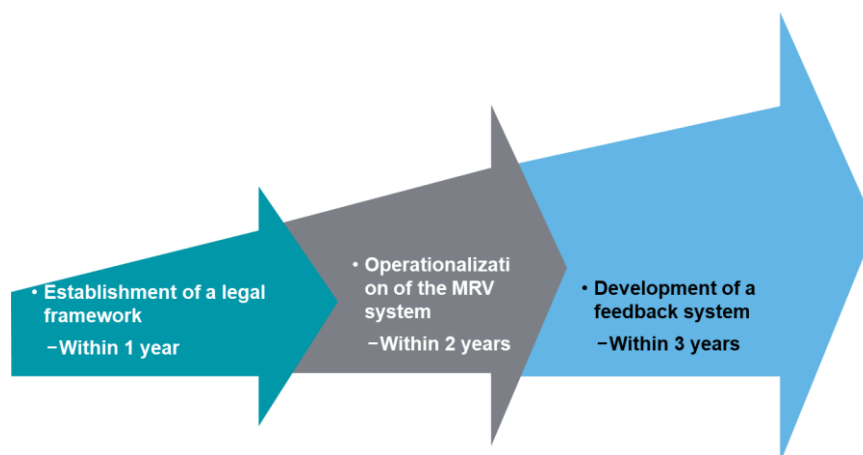 • Establishment of a legal
framework
–Within 1 year
• Operationalizati
on of the MRV
system
–Within 2 years
• Development of a
feedback system
–Within 3 years